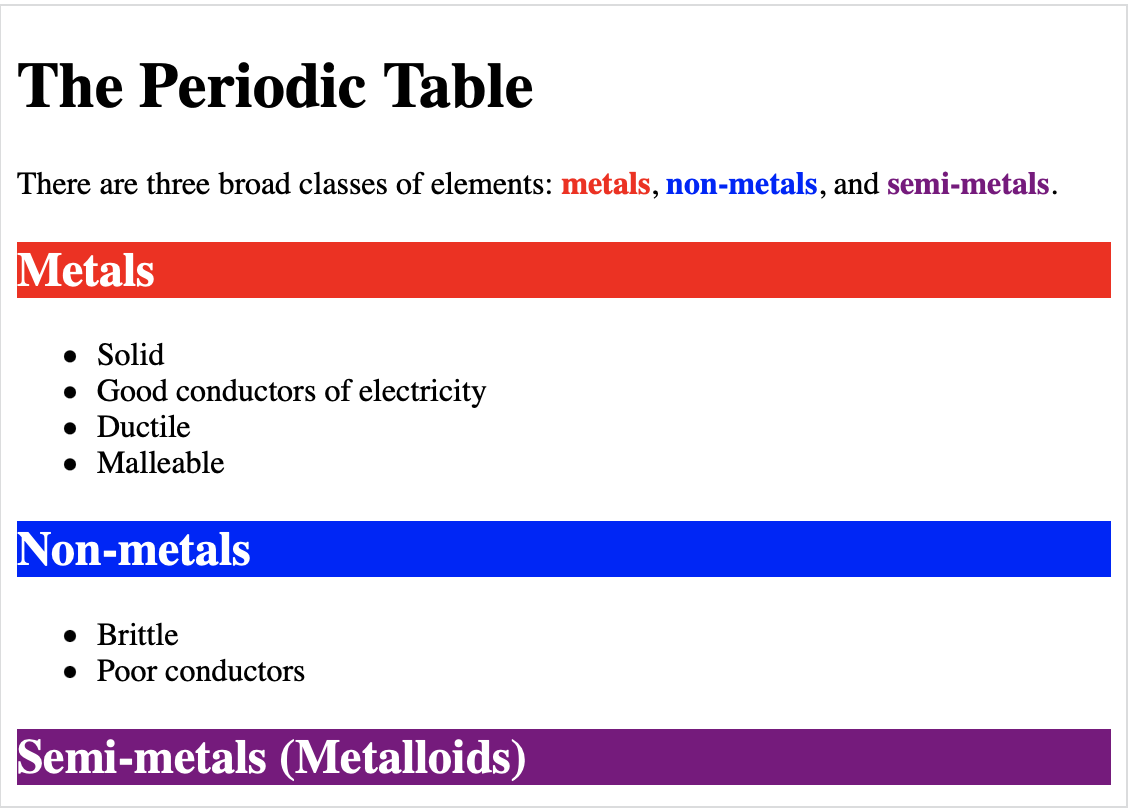 The Periodic Table
There are three broad classes of elements: metals, non-metals, and semi-metals.
Metals
Solid
Good conductors of electricity
Ductile
Malleable
Non-metals
Brittle
Poor conductors
Semi-metals (Metalloids)